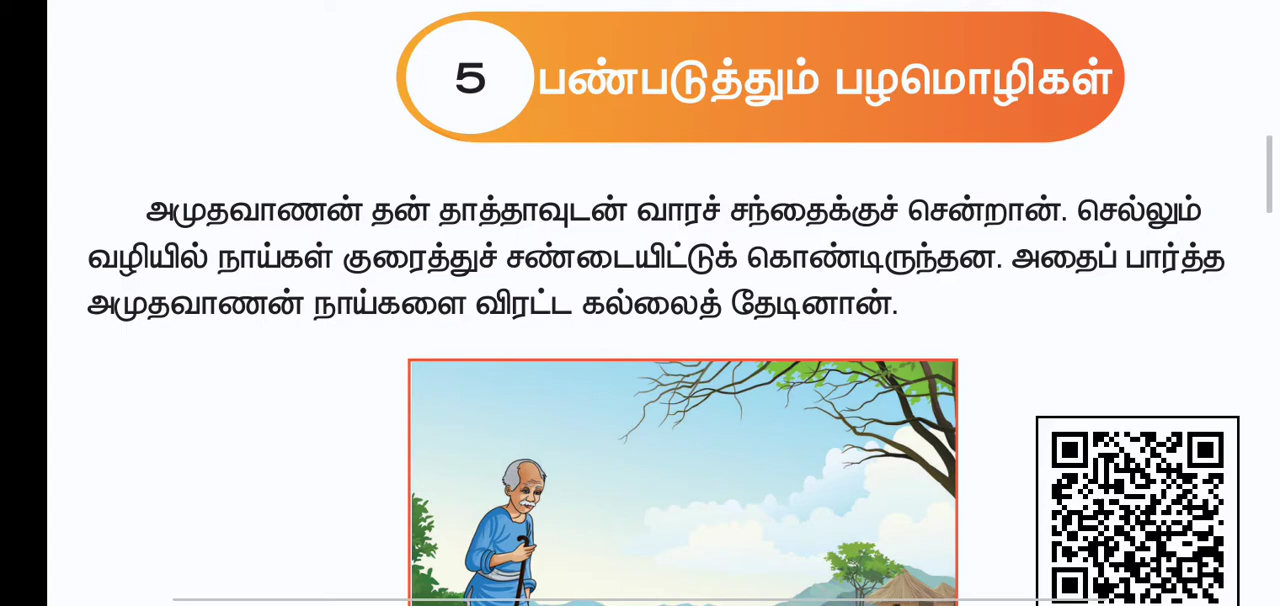 5 பண்படுத்தும் பழமொழிகள்
அமுதவாணன் தன் தாத்தாவுடன் வாரச் சந்தைக்குச் சென்றான். செல்லும்
வழியில் நாய்கள் குரைத்துச் சண்டையிட்டுக் கொண்டிருந்தன. அதைப் பார்த்த
அமுதவாணன் நாய்களை விரட்ட கல்லைத் தேடினான்.